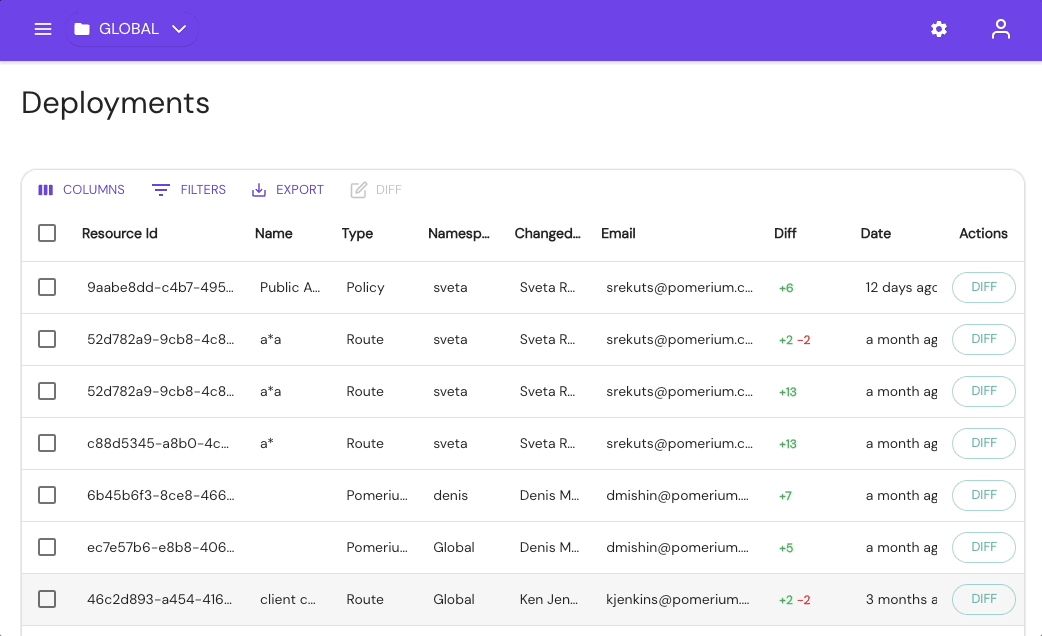 GLOBAL
Deployments
COLUMNS FILTERS EXPORT DIFF
Resource Id Name Type Namesp... Changed... Email Diff Date Actions
9aabe8dd-c4b7-495... Public A... Policy sveta Sveta R... srekuts@pomerium.c... +6 12 days ago DIFF
52d782a9-9cb8-4c8... a*a Route sveta Sveta R... srekuts@pomerium.c... +2 -2 a month ag DIFF
52d782a9-9cb8-4c8... a*a Route sveta Sveta R... srekuts@pomerium.c... +13 a month ag DIFF
c88d5345-a8b0-4c... a* Route sveta Sveta R... srekuts@pomerium.c... +13 a month ag DIFF
6b45b6f3-8ce8-466... Pomeriu... denis Denis M... dmishin@pomerium.... +7 a month ag DIFF
ec7e57b6-e8b8-406... Pomeriu... Global Denis M... dmishin@pomerium.... +5 a month ag DIFF
46c2d893-a454-416... client c... Route Global Ken Jen... kjenkins@pomerium.... +2 -2 3 months a DIFF